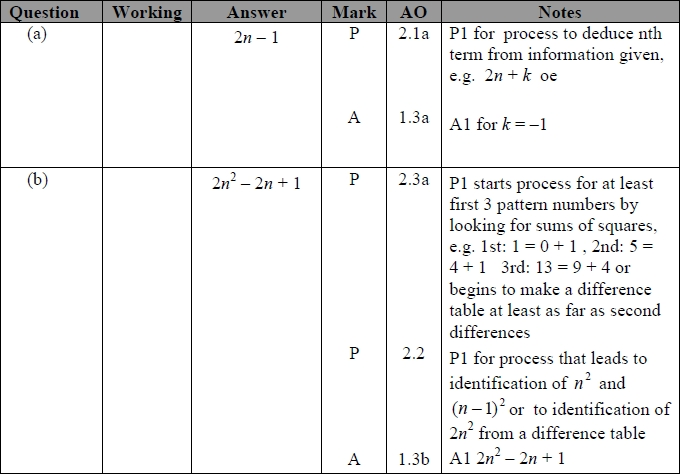 Question Working Answer Mark AO Notes
(a) 2n – 1 P 2.1a P1 for process to deduce nth
term from information given,
e.g. 2n + k oe
A 1.3a A1 for k = –1
(b) 2n² – 2n + 1 P 2.3a P1 starts process for at least
first 3 pattern numbers by
looking for sums of squares,
e.g. 1st: 1 = 0 + 1 , 2nd: 5 =
4 + 1 3rd: 13 = 9 + 4 or
begins to make a difference
table at least as far as second
differences
P 2.2 P1 for process that leads to
identification of n² and
(n – 1)² or to identification of
2n² from a difference table
A 1.3b A1 2n² – 2n + 1